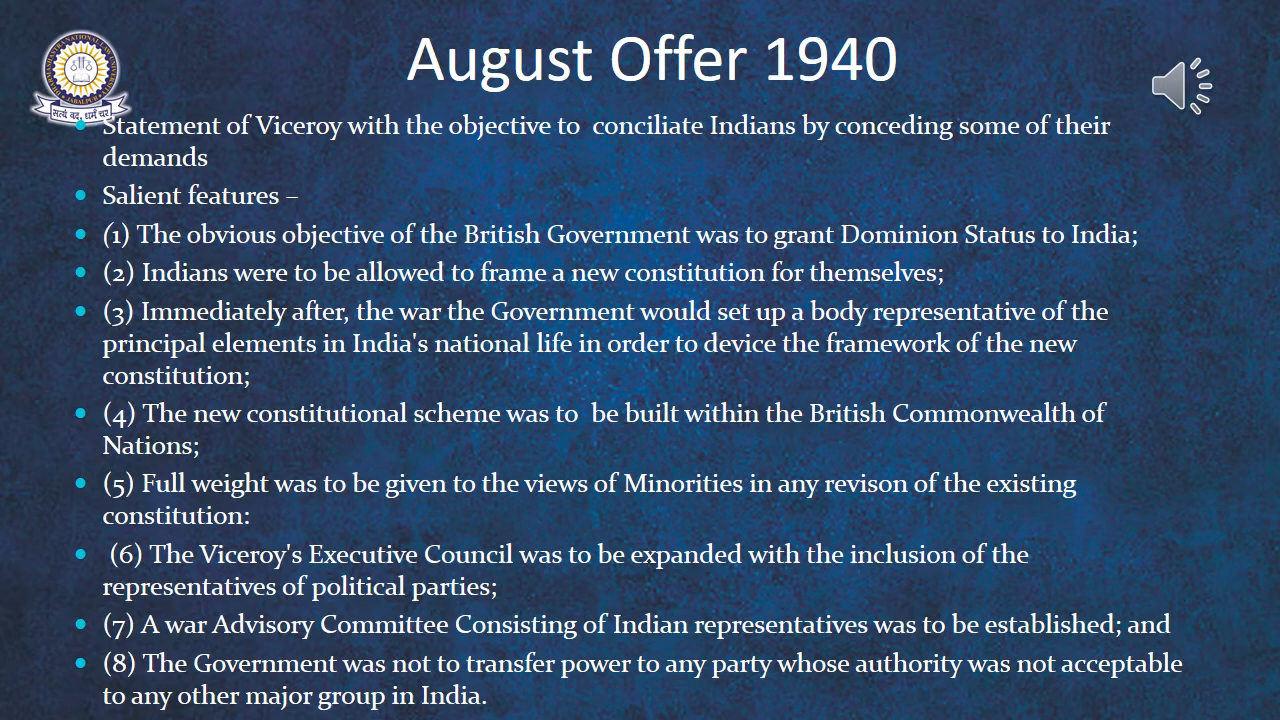 August Offer 1940
सत्यं वद, धर्मं चर
• Statement of Viceroy with the objective to  conciliate Indians by conceding some of their
demands
• Salient features –
• (1) The obvious objective of the British Government was to grant Dominion Status to India;
• (2) Indians were to be allowed to frame a new constitution for themselves;
• (3) Immediately after, the war the Government would set up a body representative of the
principal elements in India's national life in order to device the framework of the new
constitution;
• (4) The new constitutional scheme was to  be built within the British Commonwealth of
Nations;
• (5) Full weight was to be given to the views of Minorities in any revison of the existing
constitution:
•  (6) The Viceroy's Executive Council was to be expanded with the inclusion of the
representatives of political parties;
• (7) A war Advisory Committee Consisting of Indian representatives was to be established; and
• (8) The Government was not to transfer power to any party whose authority was not acceptable
to any other major group in India.